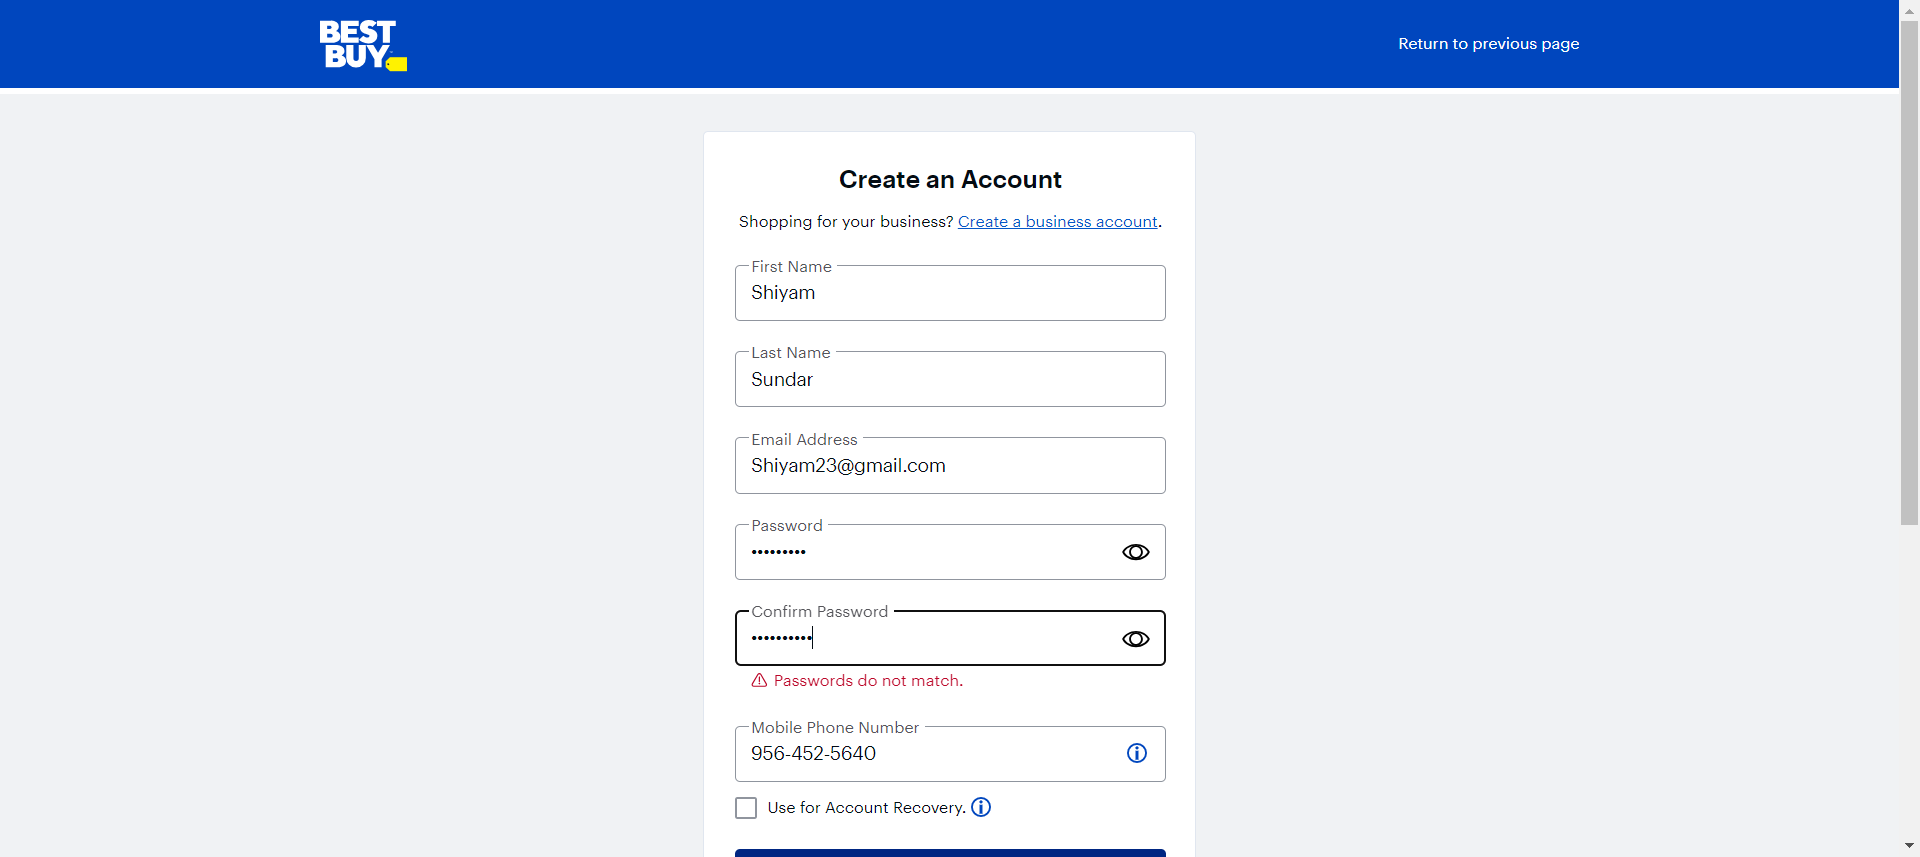 BEST
BUY
Return to previous page
Create an Account
Shopping for your business? Create a business account.
First Name
Shiyam
Last Name
Sundar
Email Address
Shiyam23@gmail.com
Password
•••••••••
Confirm Password
••••••••••
Passwords do not match.
Mobile Phone Number
956-452-5640
Use for Account Recovery.